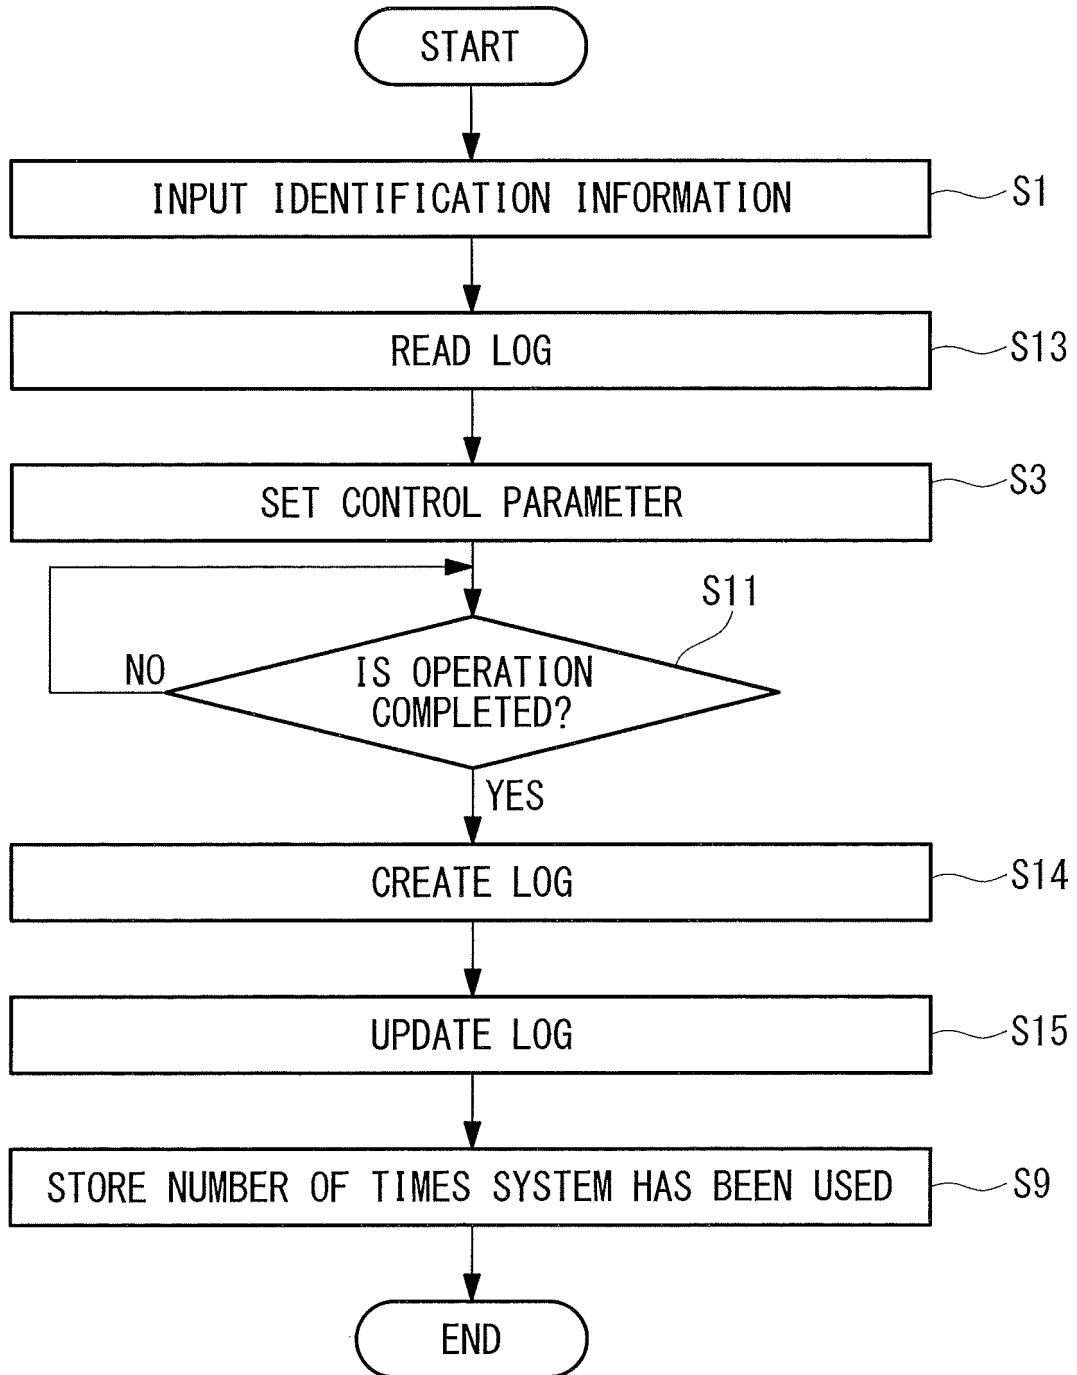 START
INPUT IDENTIFICATION INFORMATION
S1
READ LOG
S13
SET CONTROL PARAMETER
S3
S11
NO
IS OPERATION
COMPLETED?
YES
CREATE LOG
S14
UPDATE LOG
S15
STORE NUMBER OF TIMES SYSTEM HAS BEEN USED
S9
END